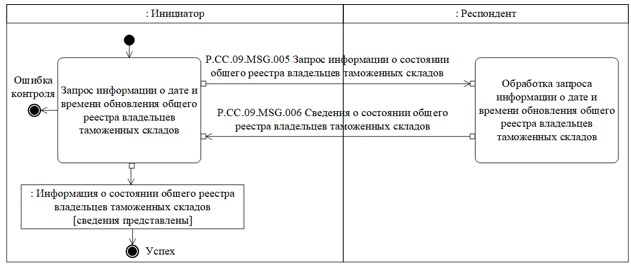 : Инициатор
: Респондент
P.CC.09.MSG.005 Запрос информации о состоянии
общего реестра владельцев таможенных складов
Ошибка
контроля
Запрос информации о дате и
времени обновления общего
реестра владельцев
таможенных складов
Обработка запроса
информации о дате и
времени обновления общего
реестра владельцев
таможенных складов
P.CC.09.MSG.006 Сведения о состоянии общего
реестра владельцев таможенных складов
: Информация о состоянии общего реестра
владельцев таможенных складов
[сведения представлены]
Успех